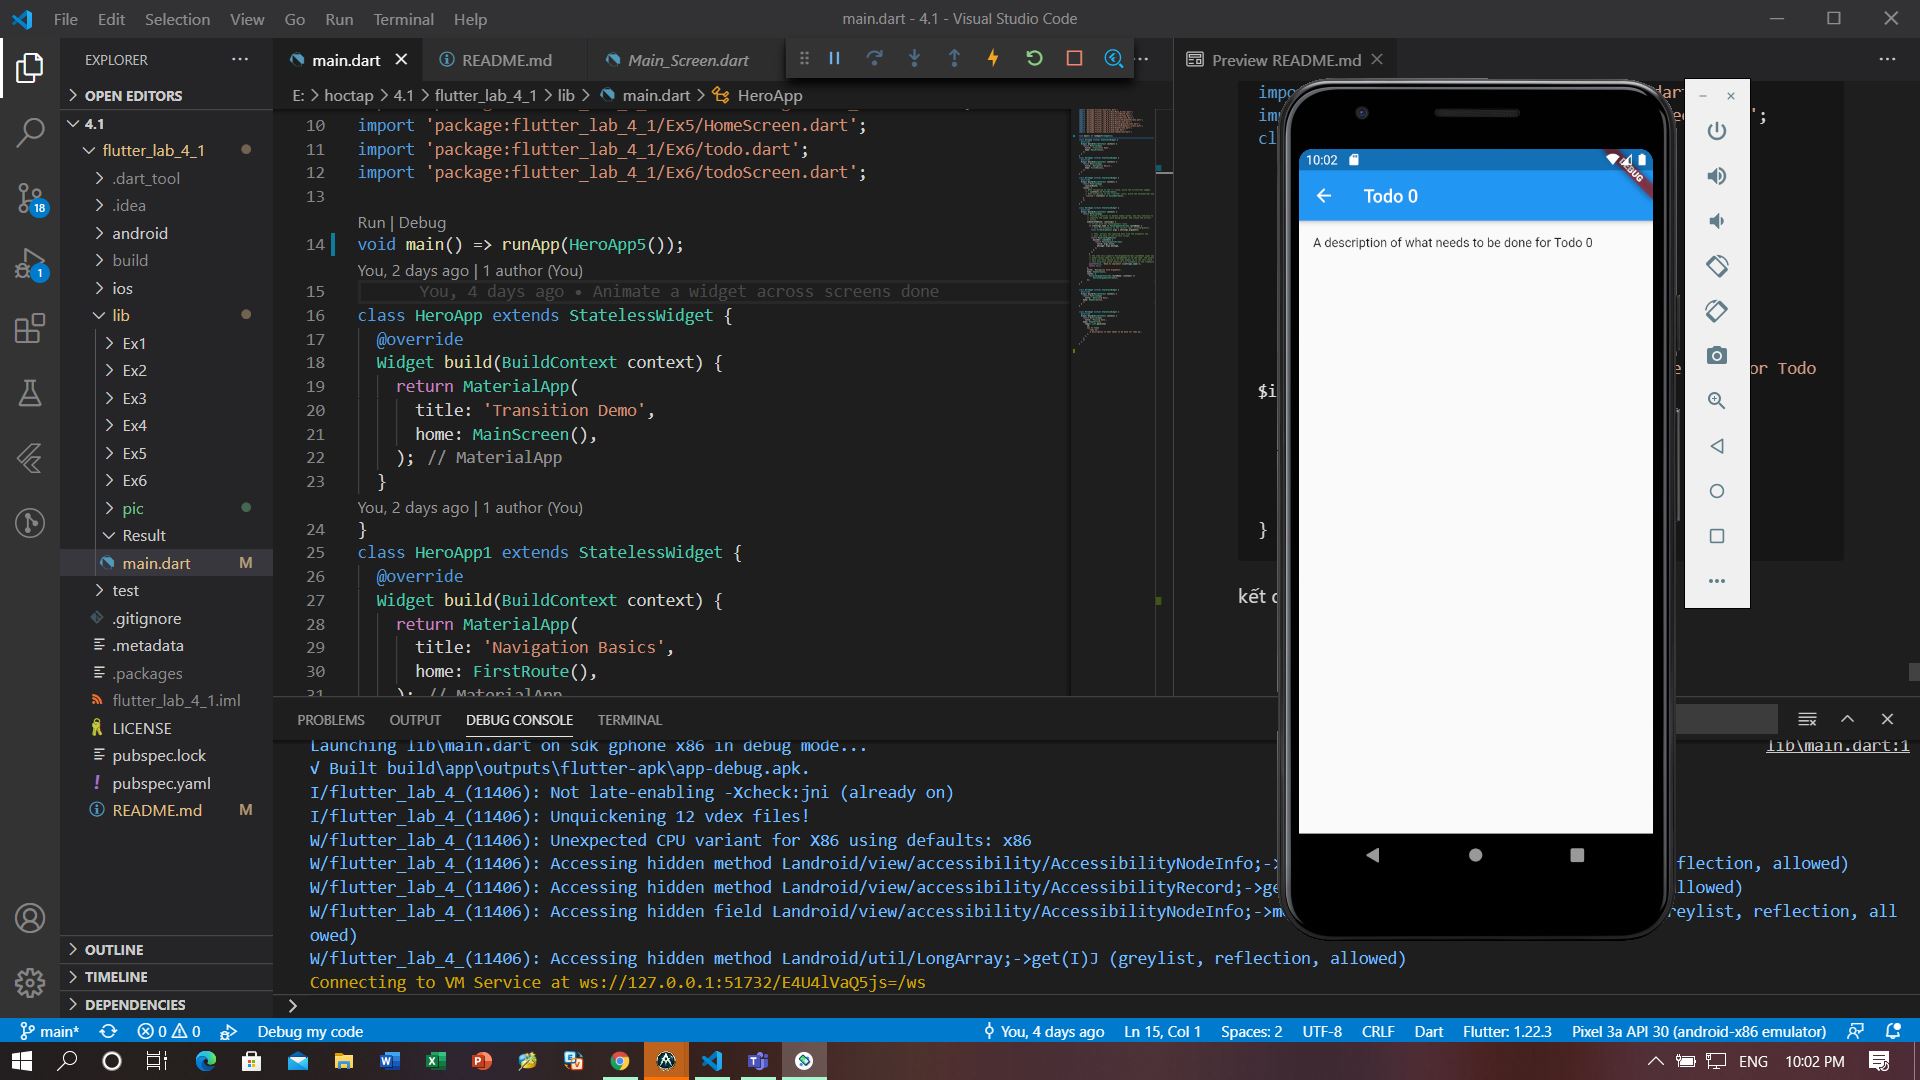 File Edit Selection View Go Run Terminal Help
main.dart - 4.1 - Visual Studio Code
EXPLORER
OPEN EDITORS
4.1
flutter_lab_4_1
.dart_tool
.idea
android
build
ios
lib
Ex1
Ex2
Ex3
Ex4
Ex5
Ex6
pic
Result
main.dart M
test
.gitignore
.metadata
.packages
flutter_lab_4_1.iml
LICENSE
pubspec.lock
pubspec.yaml
README.md M
OUTLINE
TIMELINE
DEPENDENCIES
18
1
main.dart README.md Main_Screen.dart
E: > hoctap > 4.1 > flutter_lab_4_1 > lib > main.dart > HeroApp
10 import 'package:flutter_lab_4_1/Ex5/HomeScreen.dart';
11 import 'package:flutter_lab_4_1/Ex6/todo.dart';
12 import 'package:flutter_lab_4_1/Ex6/todoScreen.dart';
13
Run | Debug
14 void main() => runApp(HeroApp5());
You, 2 days ago | 1 author (You)
15 You, 4 days ago • Animate a widget across screens done
16 class HeroApp extends StatelessWidget {
17 @override
18 Widget build(BuildContext context) {
19 return MaterialApp(
20 title: 'Transition Demo',
21 home: MainScreen(),
22 ); // MaterialApp
23 }
You, 2 days ago | 1 author (You)
24 }
25 class HeroApp1 extends StatelessWidget {
26 @override
27 Widget build(BuildContext context) {
28 return MaterialApp(
29 title: 'Navigation Basics',
30 home: FirstRoute(),
31 ); // MaterialApp
Preview README.md
';
$i
or Todo
}
kết
10:02
DEBUG
Todo 0
A description of what needs to be done for Todo 0
PROBLEMS OUTPUT DEBUG CONSOLE TERMINAL
Launching lib\main.dart on sdk gphone x86 in debug mode...
lib\main.dart:1
√ Built build\app\outputs\flutter-apk\app-debug.apk.
I/flutter_lab_4_(11406): Not late-enabling -Xcheck:jni (already on)
I/flutter_lab_4_(11406): Unquickening 12 vdex files!
W/flutter_lab_4_(11406): Unexpected CPU variant for X86 using defaults: x86
W/flutter_lab_4_(11406): Accessing hidden method Landroid/view/accessibility/AccessibilityNodeInfo;-> flection, allowed)
W/flutter_lab_4_(11406): Accessing hidden method Landroid/view/accessibility/AccessibilityRecord;->ge llowed)
W/flutter_lab_4_(11406): Accessing hidden field Landroid/view/accessibility/AccessibilityNodeInfo;->m eylist, reflection, all
owed)
W/flutter_lab_4_(11406): Accessing hidden method Landroid/util/LongArray;->get(I)J (greylist, reflection, allowed)
Connecting to VM Service at ws://127.0.0.1:51732/E4U4lVaQ5js=/ws
main* 0 0 Debug my code You, 4 days ago Ln 15, Col 1 Spaces: 2 UTF-8 CRLF Dart Flutter: 1.22.3 Pixel 3a API 30 (android-x86 emulator)
ENG 10:02 PM